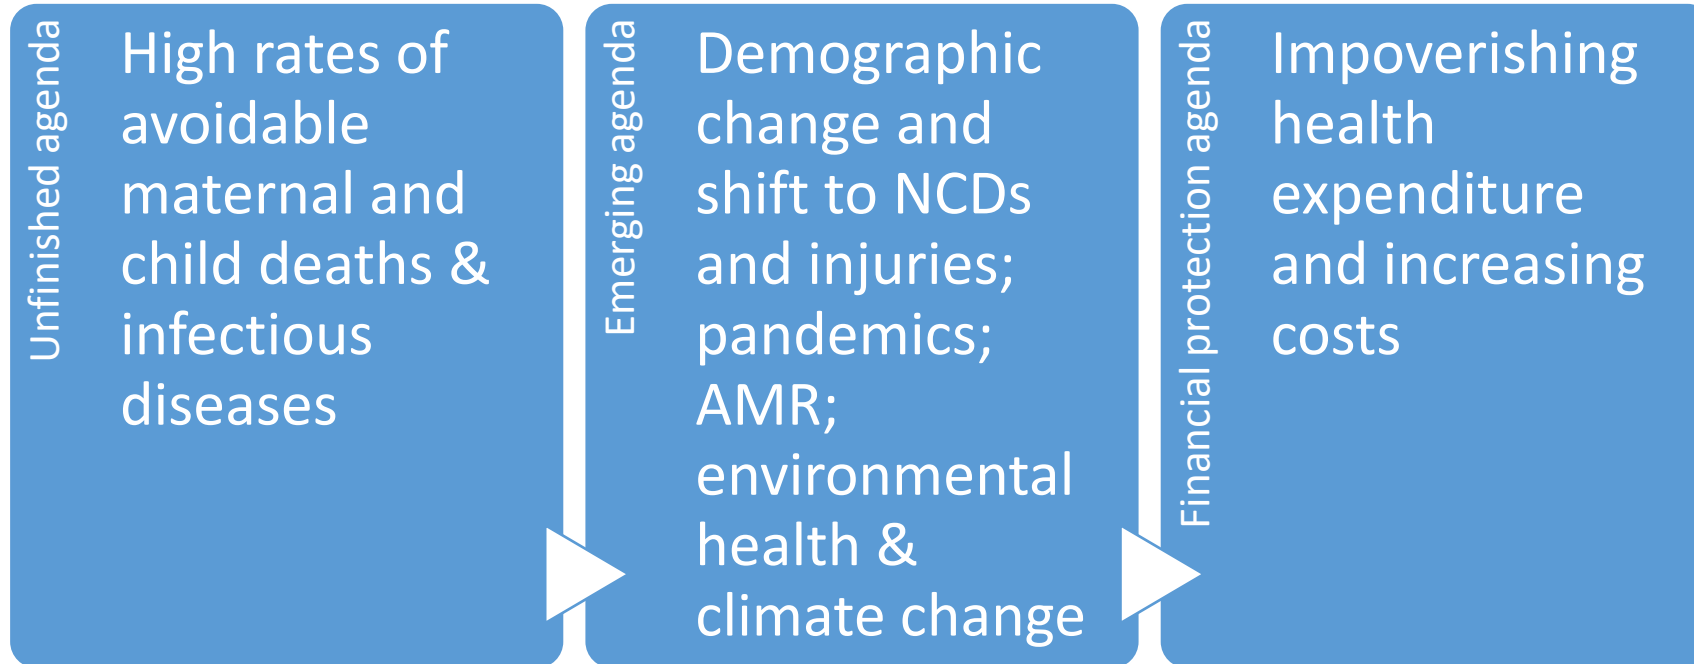 Unfinished agenda
High rates of
avoidable
maternal and
child deaths &
infectious
diseases
Emerging agenda
Demographic
change and
shift to NCDs
and injuries;
pandemics;
AMR;
environmental
health &
climate change
Financial protection agenda
Impoverishing
health
expenditure
and increasing
costs